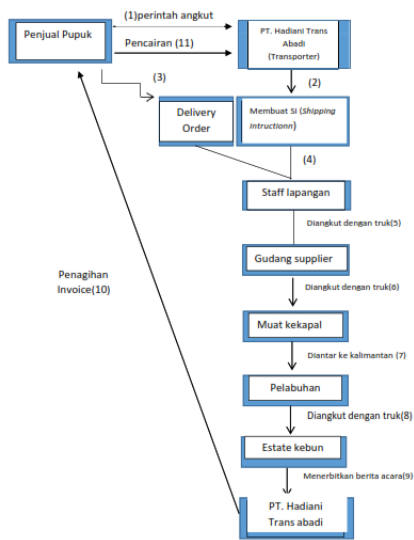 (1)perintah angkut
Penjual Pupuk
PT. Hadiani Trans
Abadi
(Transporter)
Pencairan (11)
(3)
(2)
Delivery
Order
Membuat SI (Shipping
Intructionn)
(4)
Staff lapangan
Diangkut dengan truk(5)
Gudang supplier
Penagihan
Invoice(10)
Diangkut dengan truk(6)
Muat kekapal
Diantar ke kalimantan (7)
Pelabuhan
Diangkut dengan truk(8)
Estate kebun
Menerbitkan berita acara(9)
PT. Hadiani
Trans abadi